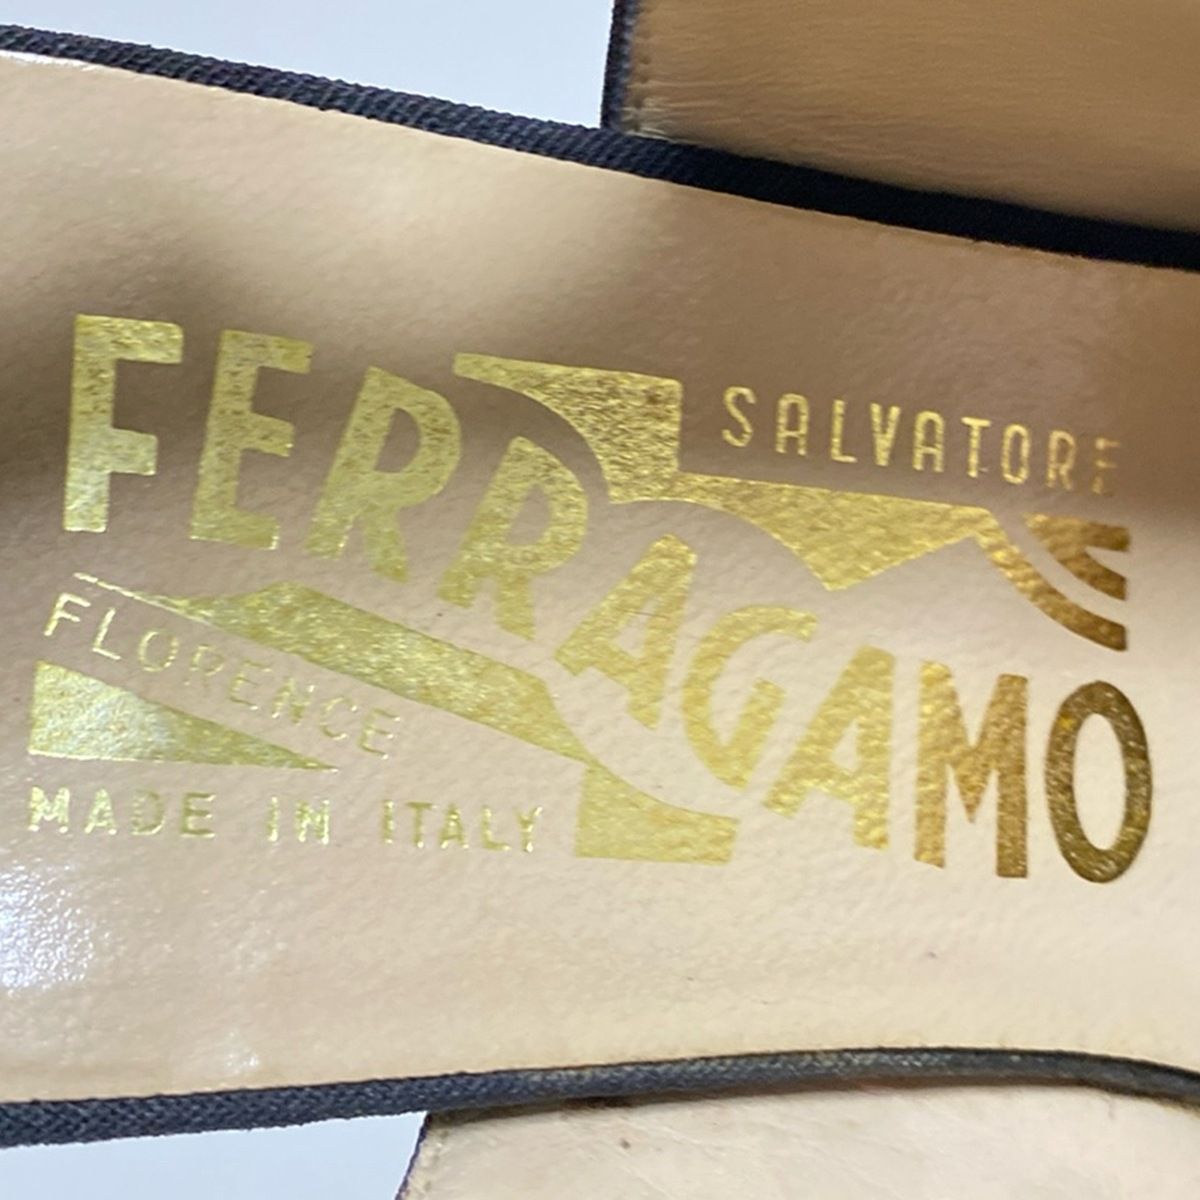 SALVATORE
FERRAGAMO
FLORENCE
MADE IN ITALY